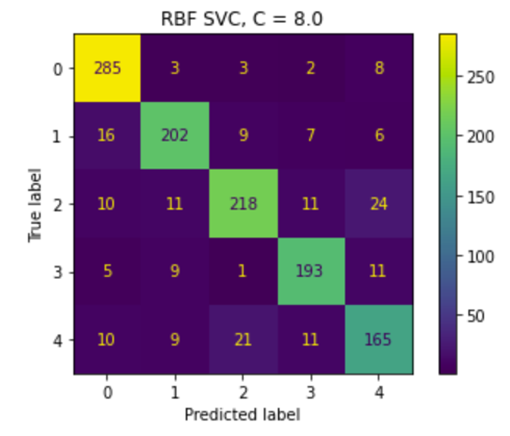 RBF SVC, C = 8.0
0 285 3 3 2 8
1 16 202 9 7 6
2 10 11 218 11 24
3 5 9 1 193 11
4 10 9 21 11 165
0 1 2 3 4
Predicted label
True label
250
200
150
100
50